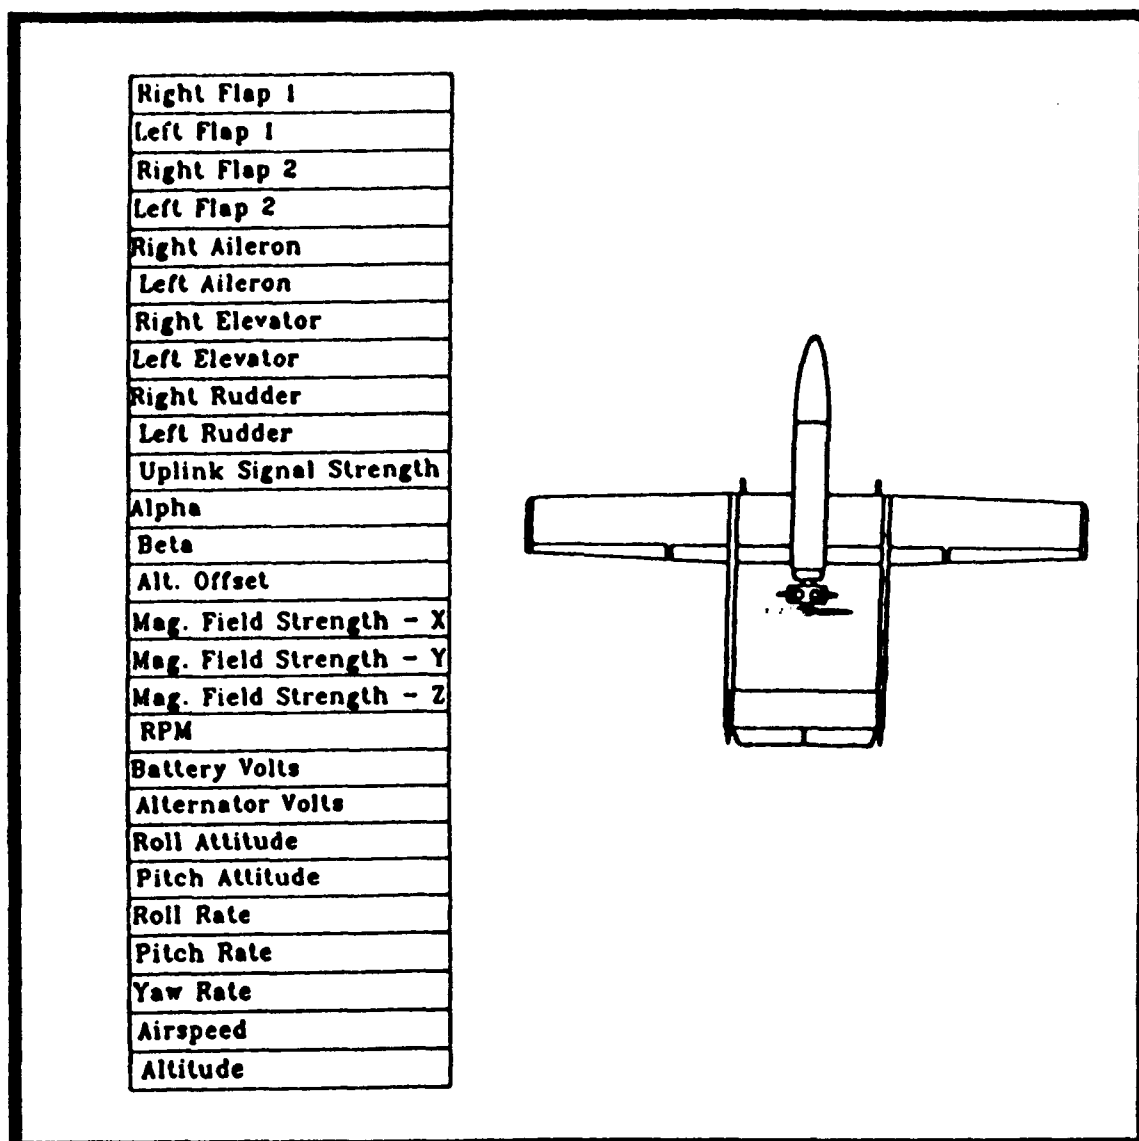 Right Flap 1
Left Flap 1
Right Flap 2
Left Flap 2
Right Aileron
Left Aileron
Right Elevator
Left Elevator
Right Rudder
Left Rudder
Uplink Signal Strength
Alpha
Beta
Alt. Offset
Mag. Field Strength - X
Mag. Field Strength - Y
Mag. Field Strength - Z
RPM
Battery Volts
Alternator Volts
Roll Attitude
Pitch Attitude
Roll Rate
Pitch Rate
Yaw Rate
Airspeed
Altitude